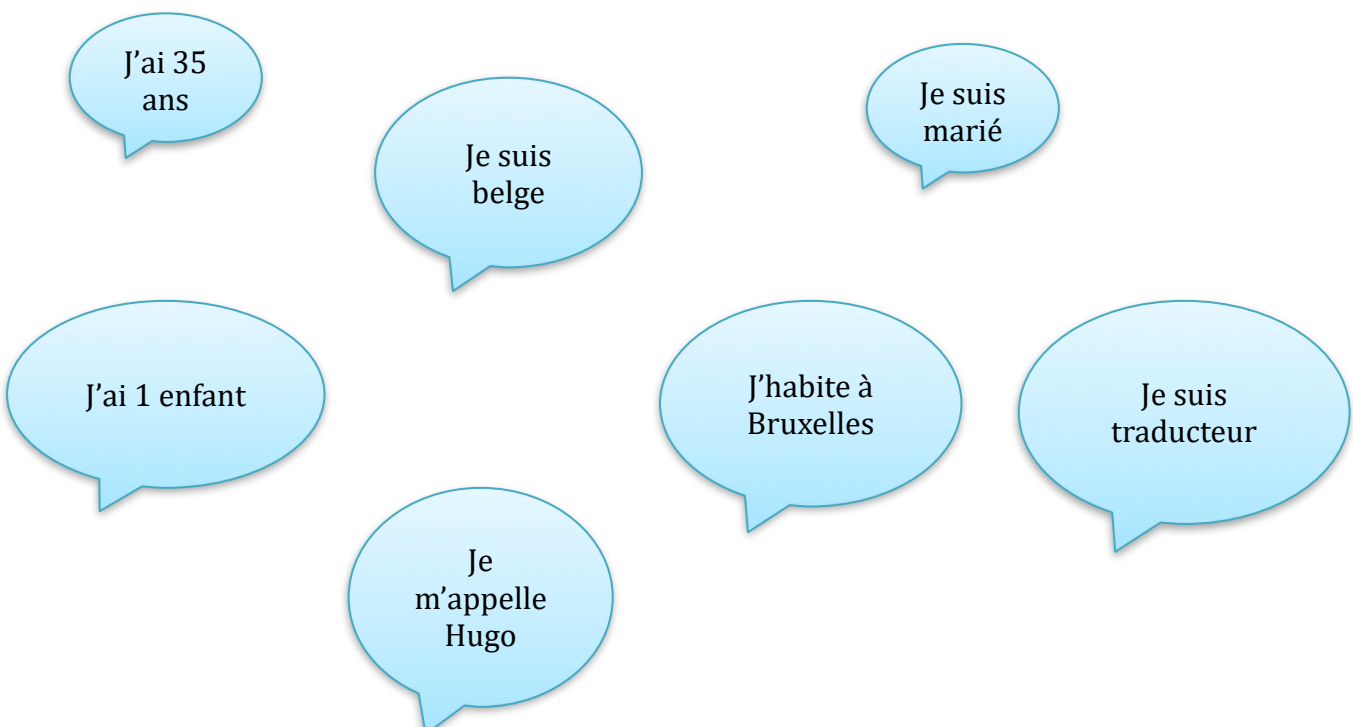 J’ai 35
ans
Je suis
belge
Je suis
marié
J’ai 1 enfant
J’habite à
Bruxelles
Je suis
traducteur
Je
m’appelle
Hugo